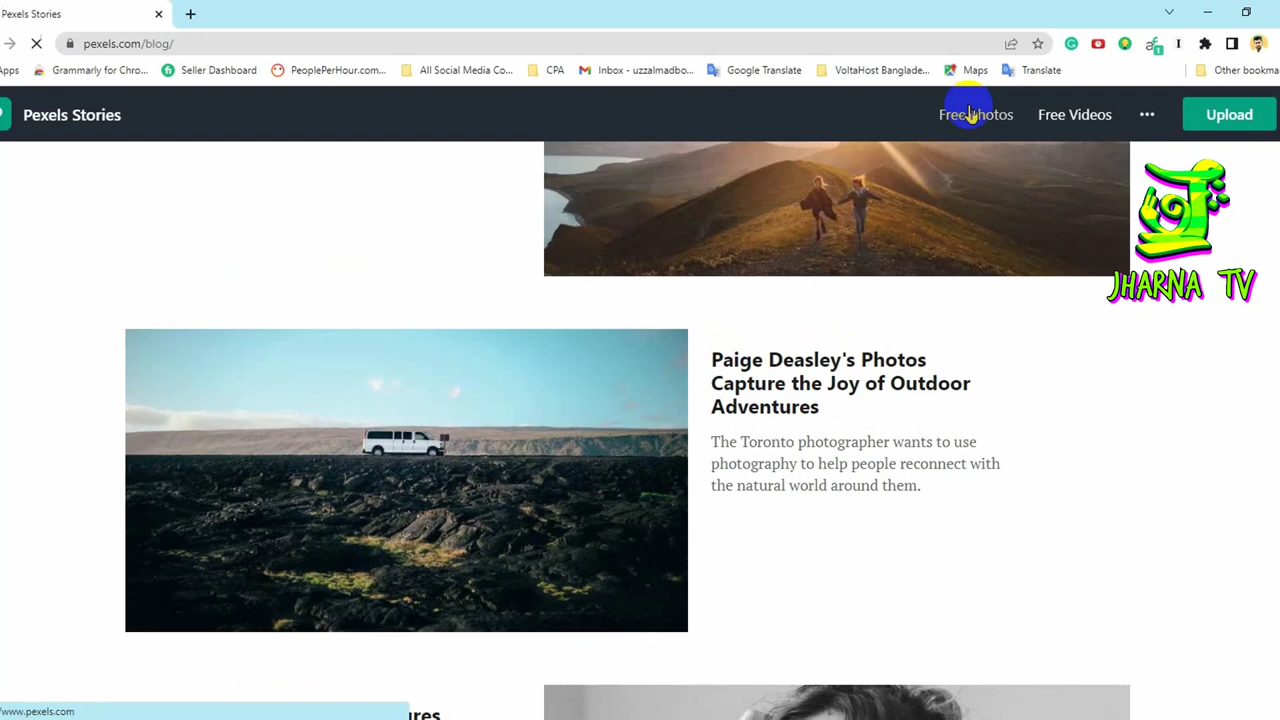 Pexels Stories
pexels.com/blog/
Apps
Grammarly for Chro...
Seller Dashboard
PeoplePerHour.com...
All Social Media Co...
CPA
Inbox - uzzalmadbo...
Google Translate
VoltaHost Banglade...
Maps
Translate
Other bookma
Pexels Stories
Free Photos
Free Videos
Upload
JHARNA TV
Paige Deasley's Photos
Capture the Joy of Outdoor
Adventures
The Toronto photographer wants to use
photography to help people reconnect with
the natural world around them.
/www.pexels.com